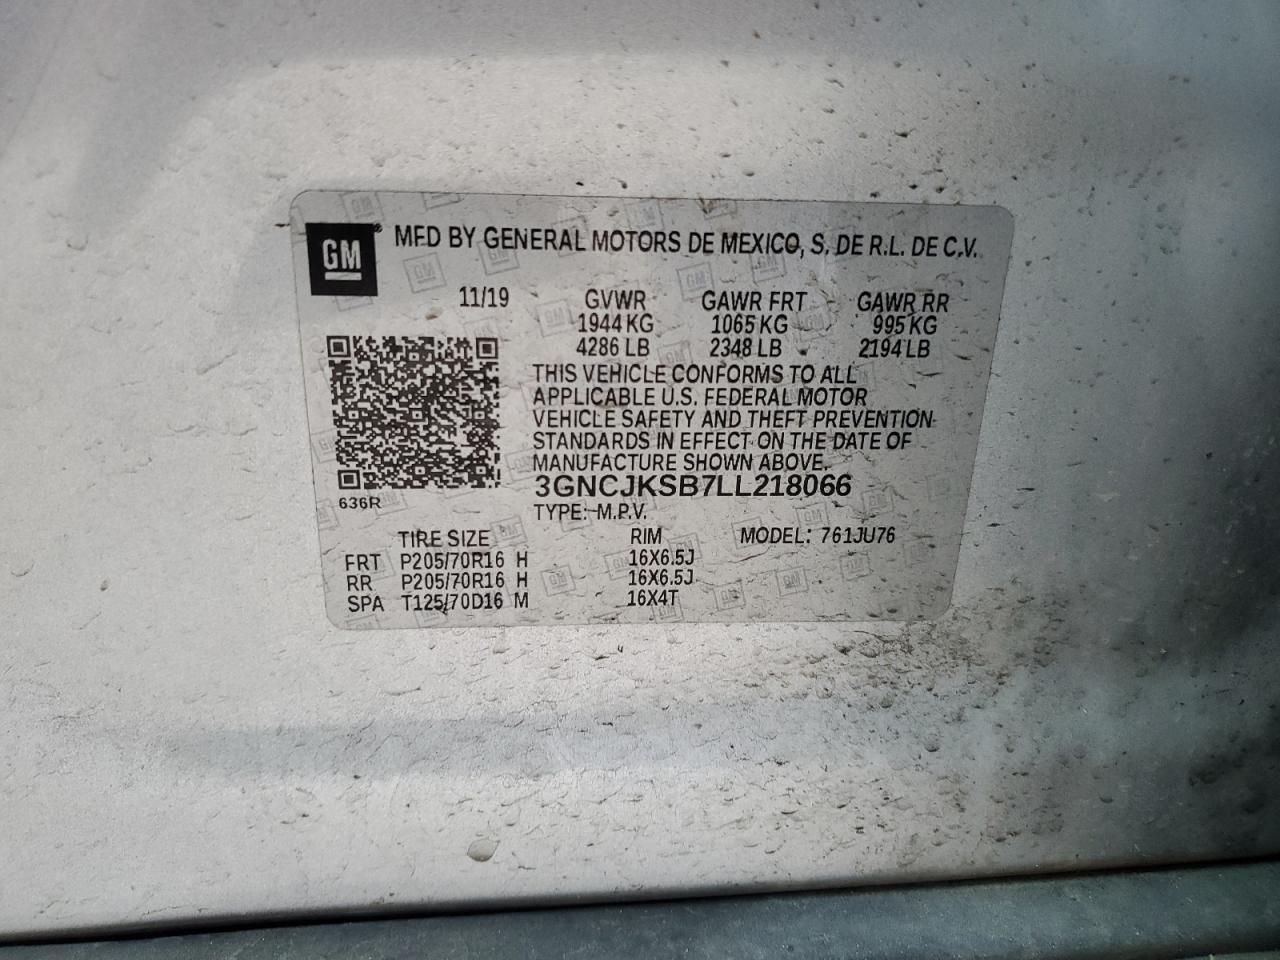 GM
MFD BY GENERAL MOTORS DE MEXICO, S. DE R.L. DE C.V.
11/19 GVWR GAWR FRT GAWR RR
1944 KG 1065 KG 995 KG
4286 LB 2348 LB 2194 LB
THIS VEHICLE CONFORMS TO ALL
APPLICABLE U.S. FEDERAL MOTOR
VEHICLE SAFETY AND THEFT PREVENTION
STANDARDS IN EFFECT ON THE DATE OF
MANUFACTURE SHOWN ABOVE.
3GNCJKSB7LL218066
636R
TYPE: M.P.V.
TIRE SIZE RIM MODEL: 761JU76
FRT P205/70R16 H 16X6.5J
RR P205/70R16 H 16X6.5J
SPA T125/70D16 M 16X4T